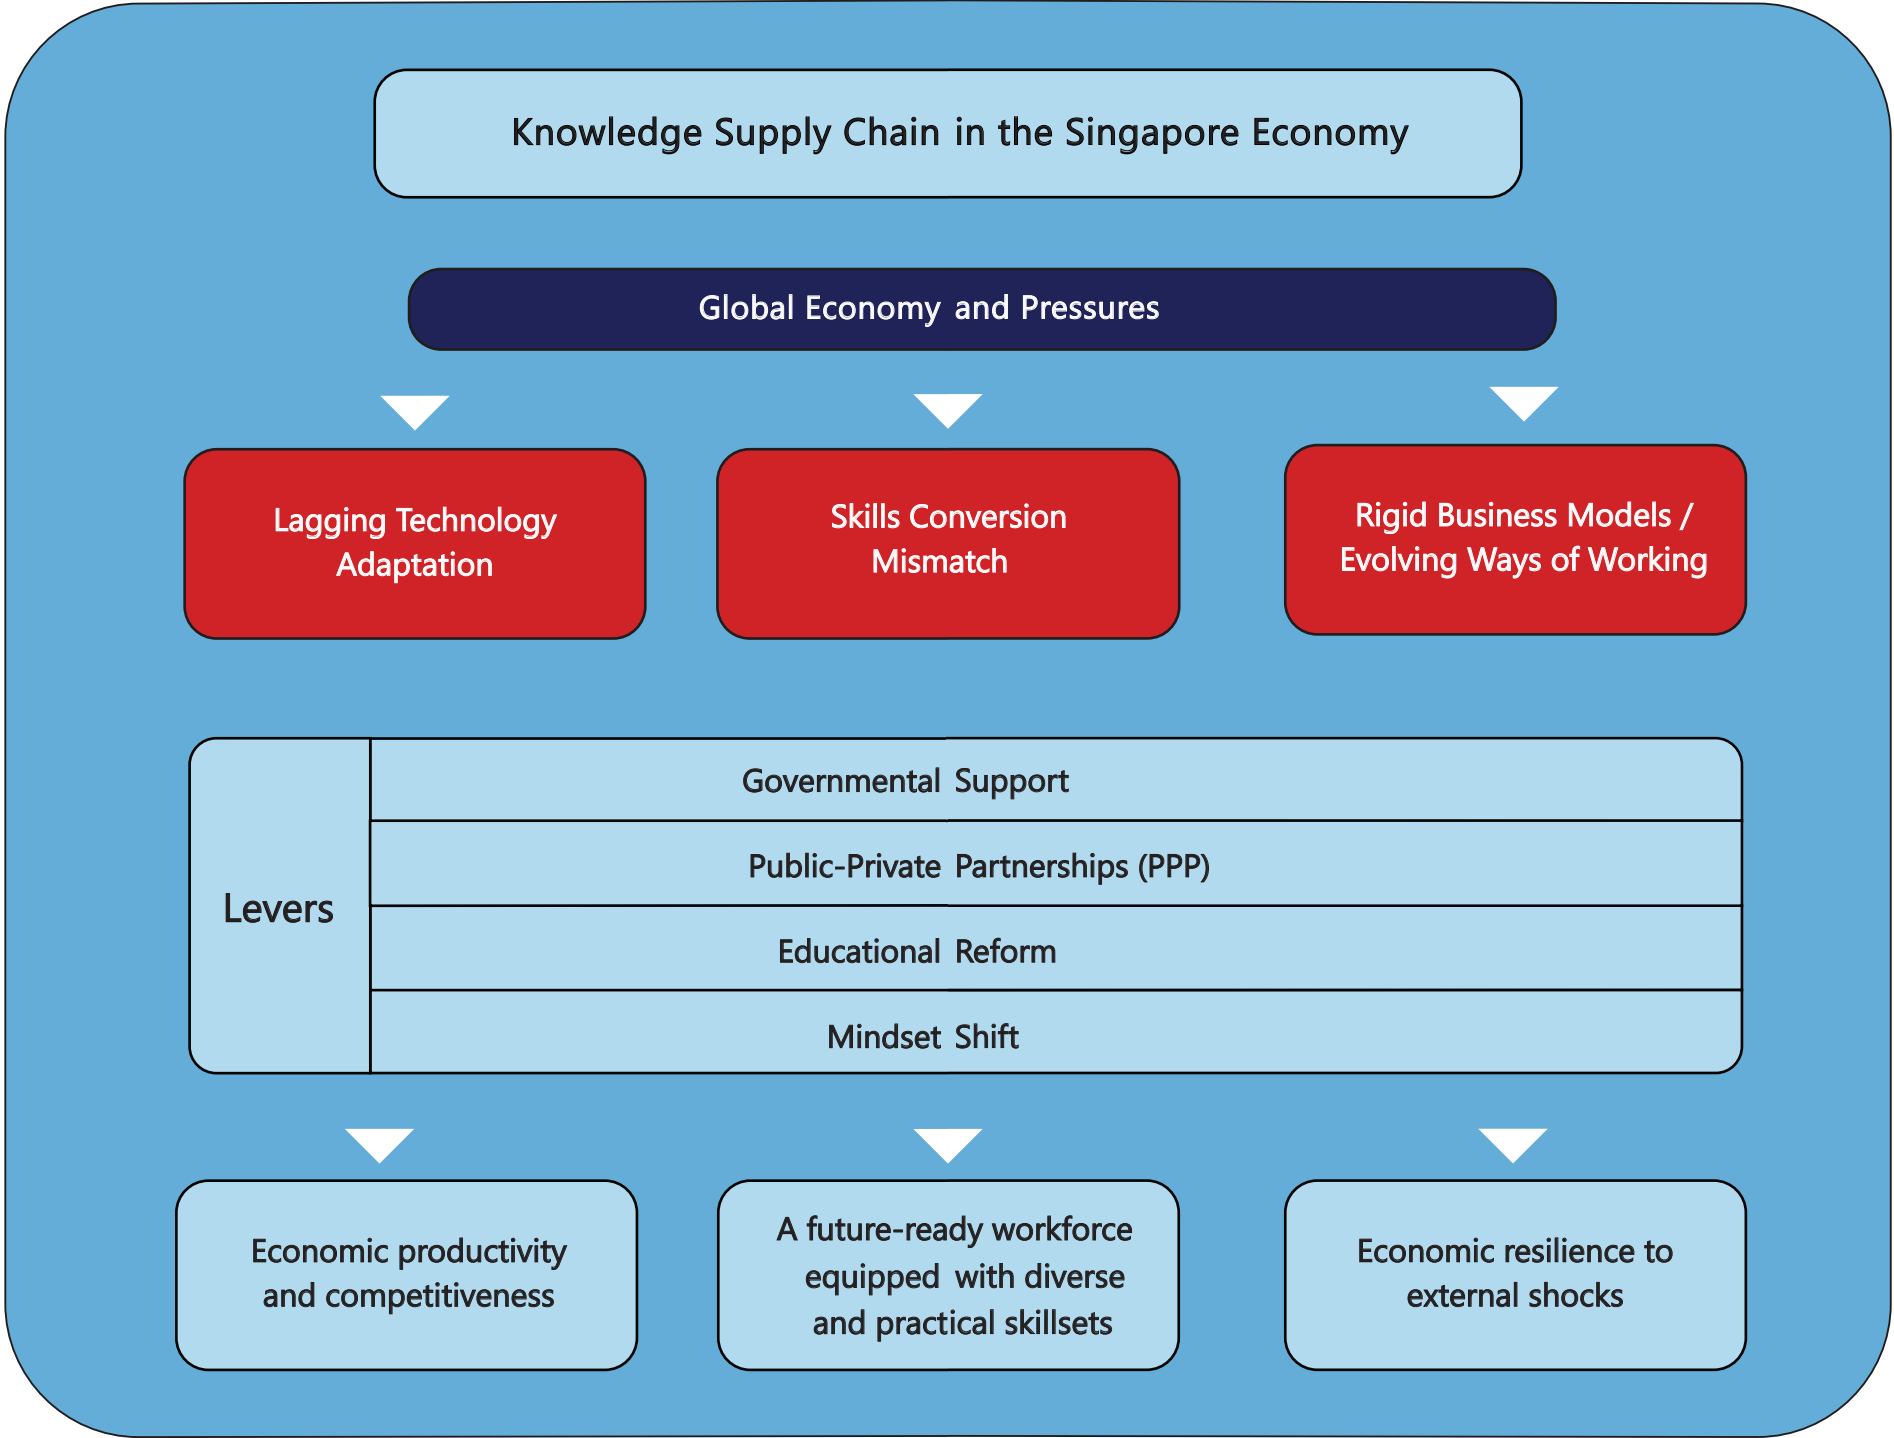 Knowledge Supply Chain in the Singapore Economy
Global Economy and Pressures
Lagging Technology
Adaptation
Skills Conversion
Mismatch
Rigid Business Models /
Evolving Ways of Working
Levers
Governmental Support
Public-Private Partnerships (PPP)
Educational Reform
Mindset Shift
Economic productivity
and competitiveness
A future-ready workforce
equipped with diverse
and practical skillsets
Economic resilience to
external shocks